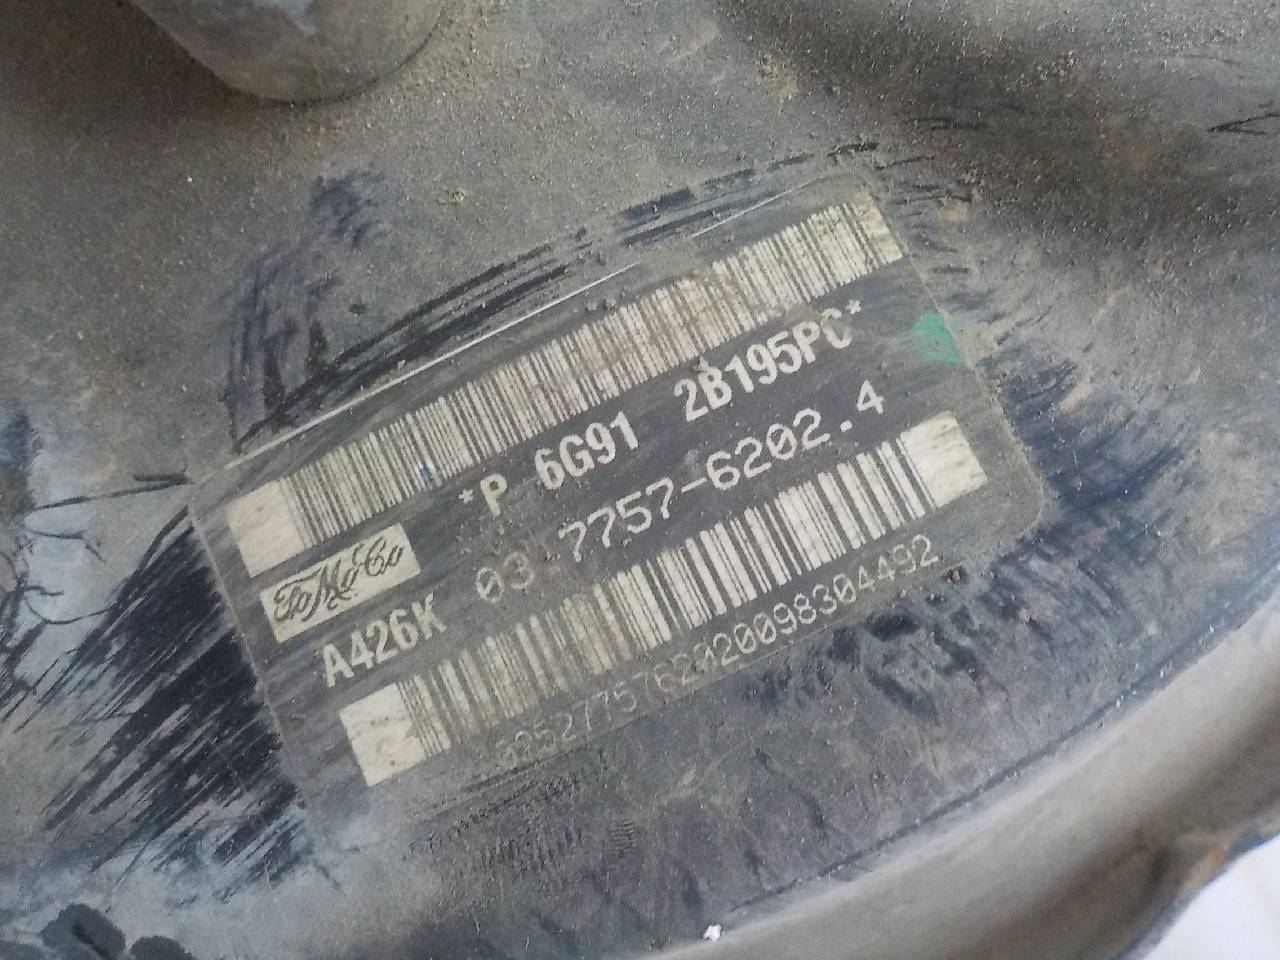 *P 6G91 2B195PC*
FoMoCo
03.7757-6202.4
A426K